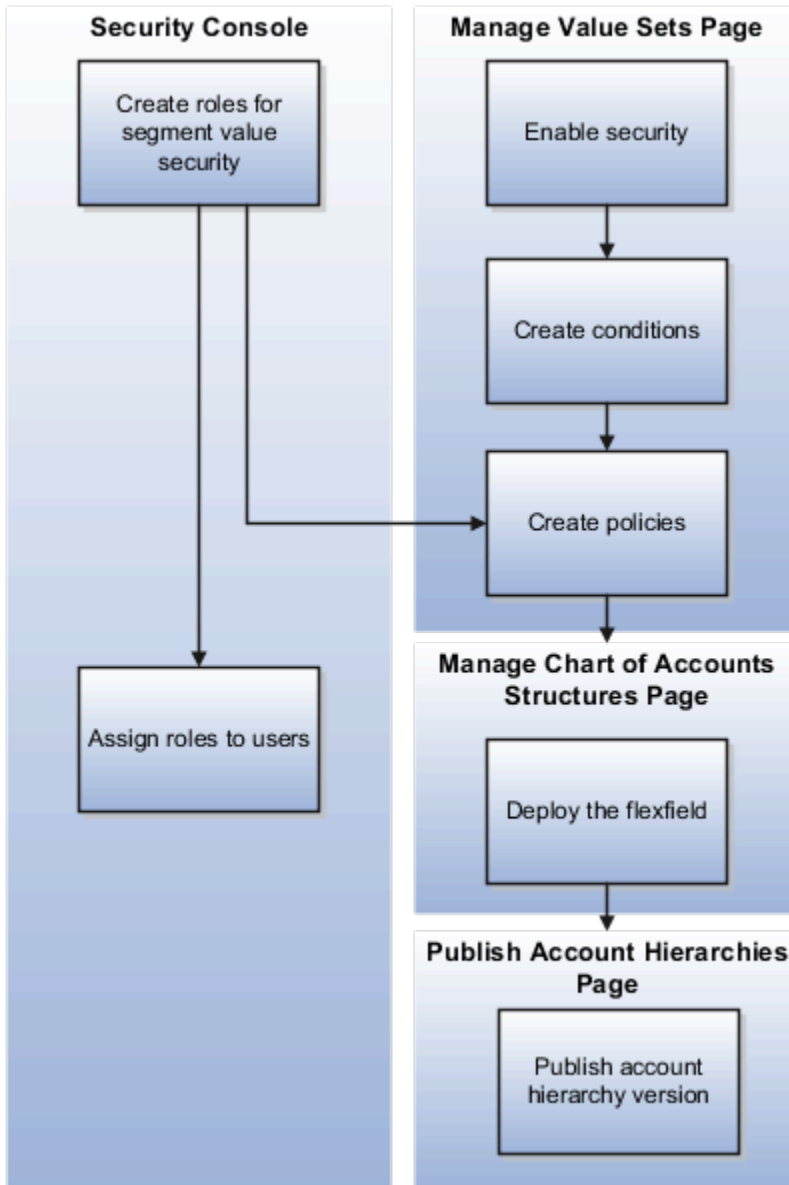 Security Console
Create roles for
segment value
security
Assign roles to users
Manage Value Sets Page
Enable security
Create conditions
Create policies
Manage Chart of Accounts
Structures Page
Deploy the flexfield
Publish Account Hierarchies
Page
Publish account
hierarchy version